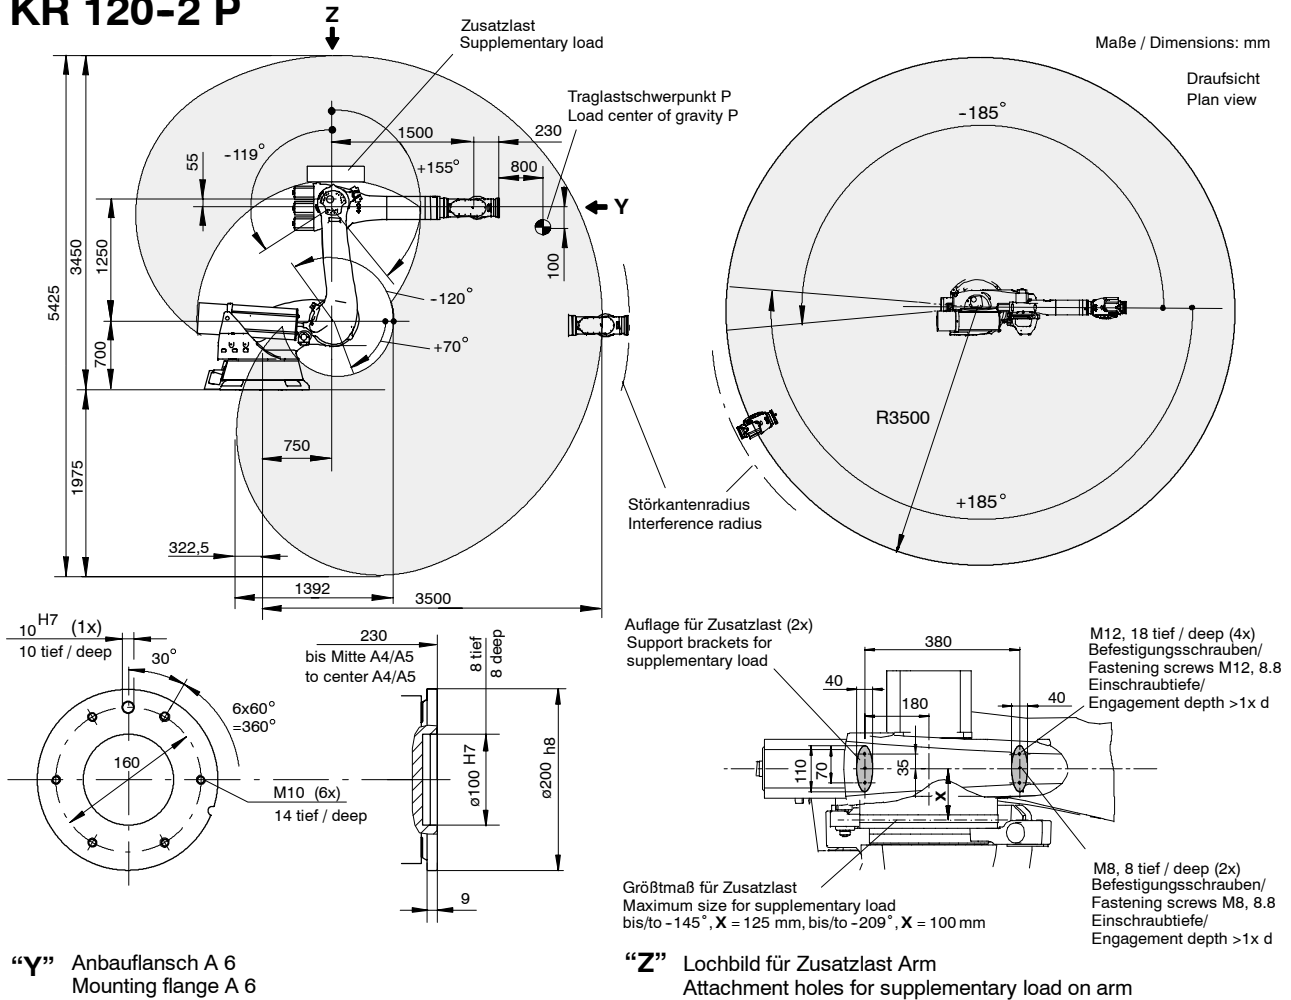 KR 120-2 P
Z
Zusatzlast
Supplementary load
Maße / Dimensions: mm
Draufsicht
Plan view
Traglastschwerpunkt P
Load center of gravity P
1500
230
-119°
+155°
800
55
Y
100
3450
1250
5425
-120°
+70°
700
750
1975
322,5
1392
3500
Störkantenradius
Interference radius
-185°
R3500
+185°
10 H7 (1x)
10 tief / deep
30°
6x60°
=360°
160
M10 (6x)
14 tief / deep
230
bis Mitte A4/A5
to center A4/A5
8 tief
8 deep
ø100 H7
ø200 h8
9
"Y" Anbauflansch A 6
Mounting flange A 6
Auflage für Zusatzlast (2x)
Support brackets for
supplementary load
380
40
180
40
110
70
35
X
M12, 18 tief / deep (4x)
Befestigungsschrauben/
Fastening screws M12, 8.8
Einschraubtiefe/
Engagement depth >1x d
Größtmaß für Zusatzlast
Maximum size for supplementary load
bis/to -145°, X = 125 mm, bis/to -209°, X = 100 mm
M8, 8 tief / deep (2x)
Befestigungsschrauben/
Fastening screws M8, 8.8
Einschraubtiefe/
Engagement depth >1x d
"Z" Lochbild für Zusatzlast Arm
Attachment holes for supplementary load on arm